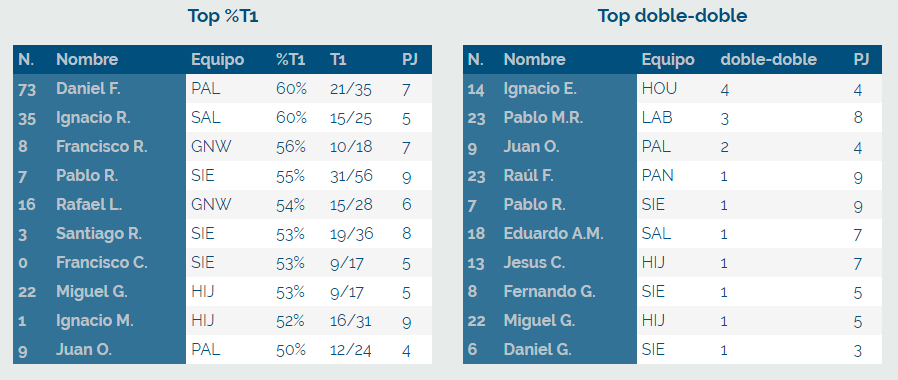 Top %T1
N. Nombre Equipo %T1 T1 PJ
73 Daniel F. PAL 60% 21/35 7
35 Ignacio R. SAL 60% 15/25 5
8 Francisco R. GNW 56% 10/18 7
7 Pablo R. SIE 55% 31/56 9
16 Rafael L. GNW 54% 15/28 6
3 Santiago R. SIE 53% 19/36 8
0 Francisco C. SIE 53% 9/17 5
22 Miguel G. HIJ 53% 9/17 5
1 Ignacio M. HIJ 52% 16/31 9
9 Juan O. PAL 50% 12/24 4
Top doble-doble
N. Nombre Equipo doble-doble PJ
14 Ignacio E. HOU 4 4
23 Pablo M.R. LAB 3 8
9 Juan O. PAL 2 4
23 Raúl F. PAN 1 9
7 Pablo R. SIE 1 9
18 Eduardo A.M. SAL 1 7
13 Jesus C. HIJ 1 7
8 Fernando G. SIE 1 5
22 Miguel G. HIJ 1 5
6 Daniel G. SIE 1 3